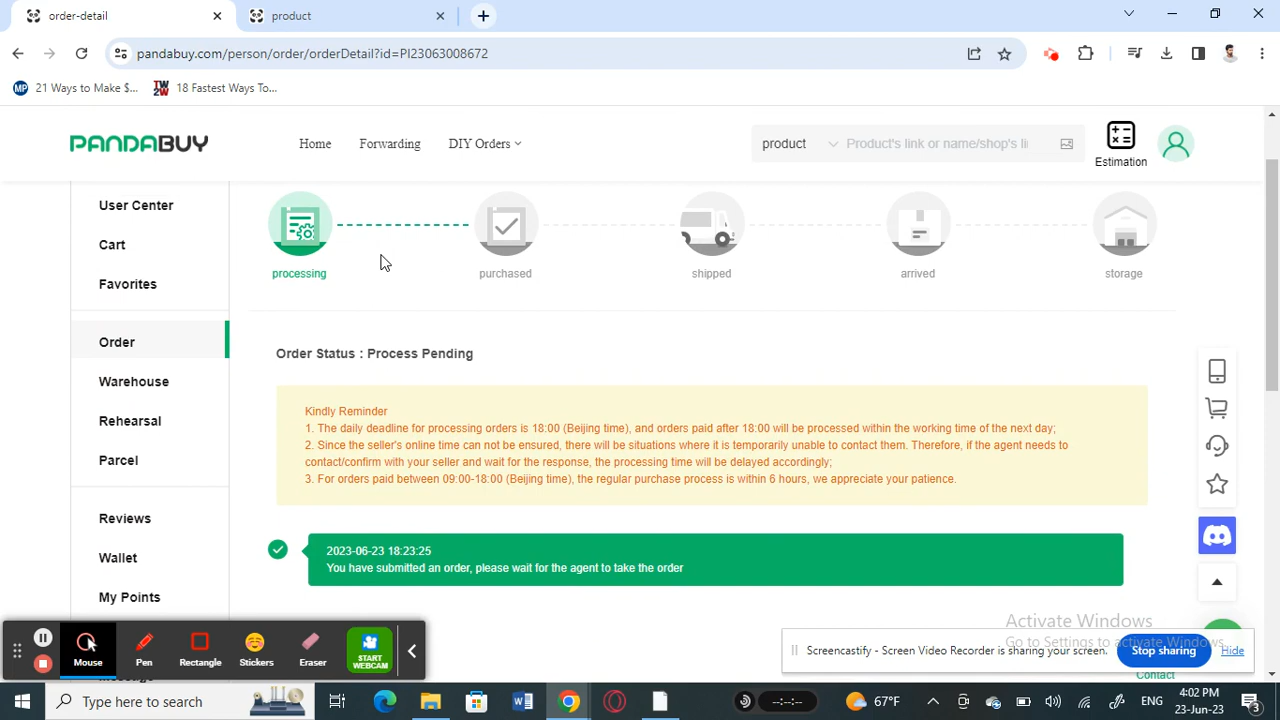 order-detail
product
pandabuy.com/person/order/orderDetail?id=PI23063008672
MP 21 Ways to Make $...
TW2W 18 Fastest Ways To...
PANDABUY
Home
Forwarding
DIY Orders
product
Product's link or name/shop's li
Estimation
User Center
Cart
Favorites
Order
Warehouse
Rehearsal
Parcel
Reviews
Wallet
My Points
processing
purchased
shipped
arrived
storage
Order Status : Process Pending
Kindly Reminder
1. The daily deadline for processing orders is 18:00 (Beijing time), and orders paid after 18:00 will be processed within the working time of the next day;
2. Since the seller's online time can not be ensured, there will be situations where it is temporarily unable to contact them. Therefore, if the agent needs to
contact/confirm with your seller and wait for the response, the processing time will be delayed accordingly;
3. For orders paid between 09:00-18:00 (Beijing time), the regular purchase process is within 6 hours, we appreciate your patience.
2023-06-23 18:23:25
You have submitted an order, please wait for the agent to take the order
Activate Windows
Go to Settings to activate Windows.
Mouse
Pen
Rectangle
Stickers
Eraser
START
WEBCAM
Screencastify - Screen Video Recorder is sharing your screen.
Stop sharing
Hide
Contact
Type here to search
--:--:--
67°F
4:02 PM
23-Jun-23
3